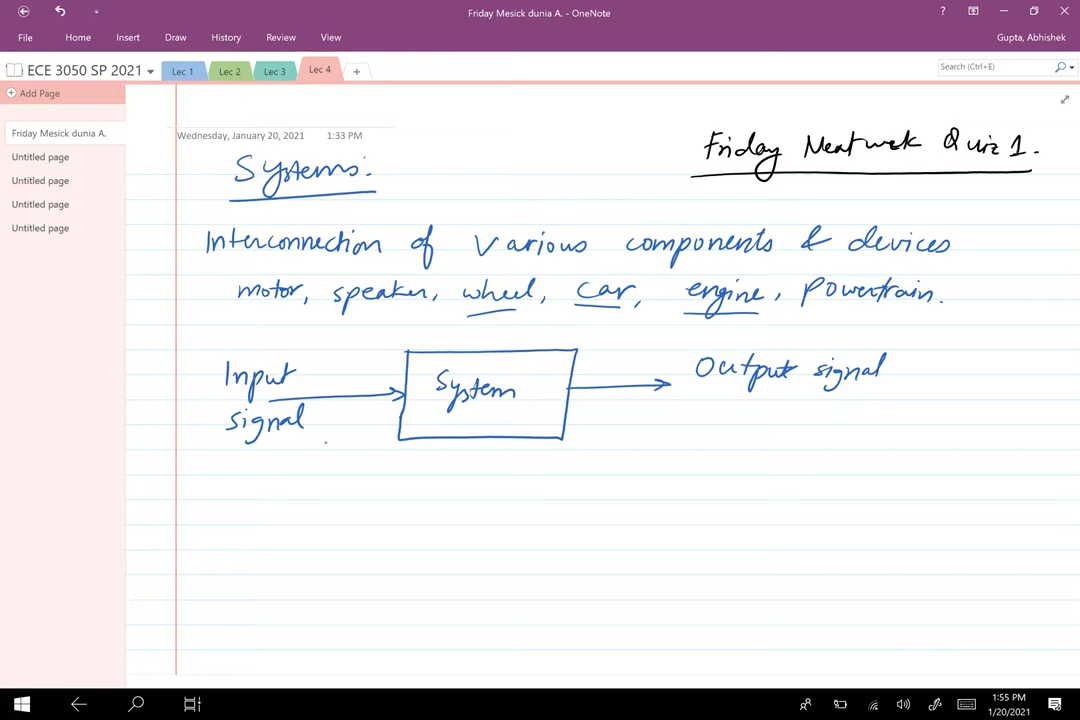 Friday Mesick dunia A. - OneNote
File Home Insert Draw History Review View
Gupta, Abhishek
ECE 3050 SP 2021
Lec 1 Lec 2 Lec 3 Lec 4
Search (Ctrl+E)
Add Page
Friday Mesick dunia A.
Untitled page
Untitled page
Untitled page
Untitled page
Wednesday, January 20, 2021 1:33 PM
Friday Next week Quiz 1.
Systems:
Interconnection of various components & devices
motor, speaker, wheel, car, engine, powertrain.
Input
signal
System
Output signal
1:55 PM
1/20/2021